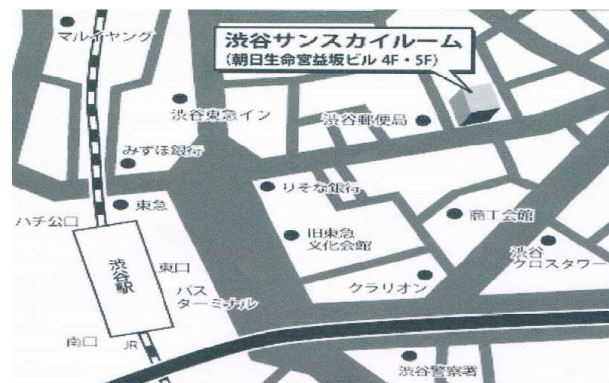 マルイヤング
渋谷サンスカイルーム
(朝日生命宮益坂ビル 4F・5F)
渋谷東急イン
渋谷郵便局
みずほ銀行
東急
りそな銀行
ハチ公口
商工会館
旧東急
文化会館
渋谷
クロスタワー
渋谷駅
東口
バス
ターミナル
クラリオン
南口
JR
渋谷警察署